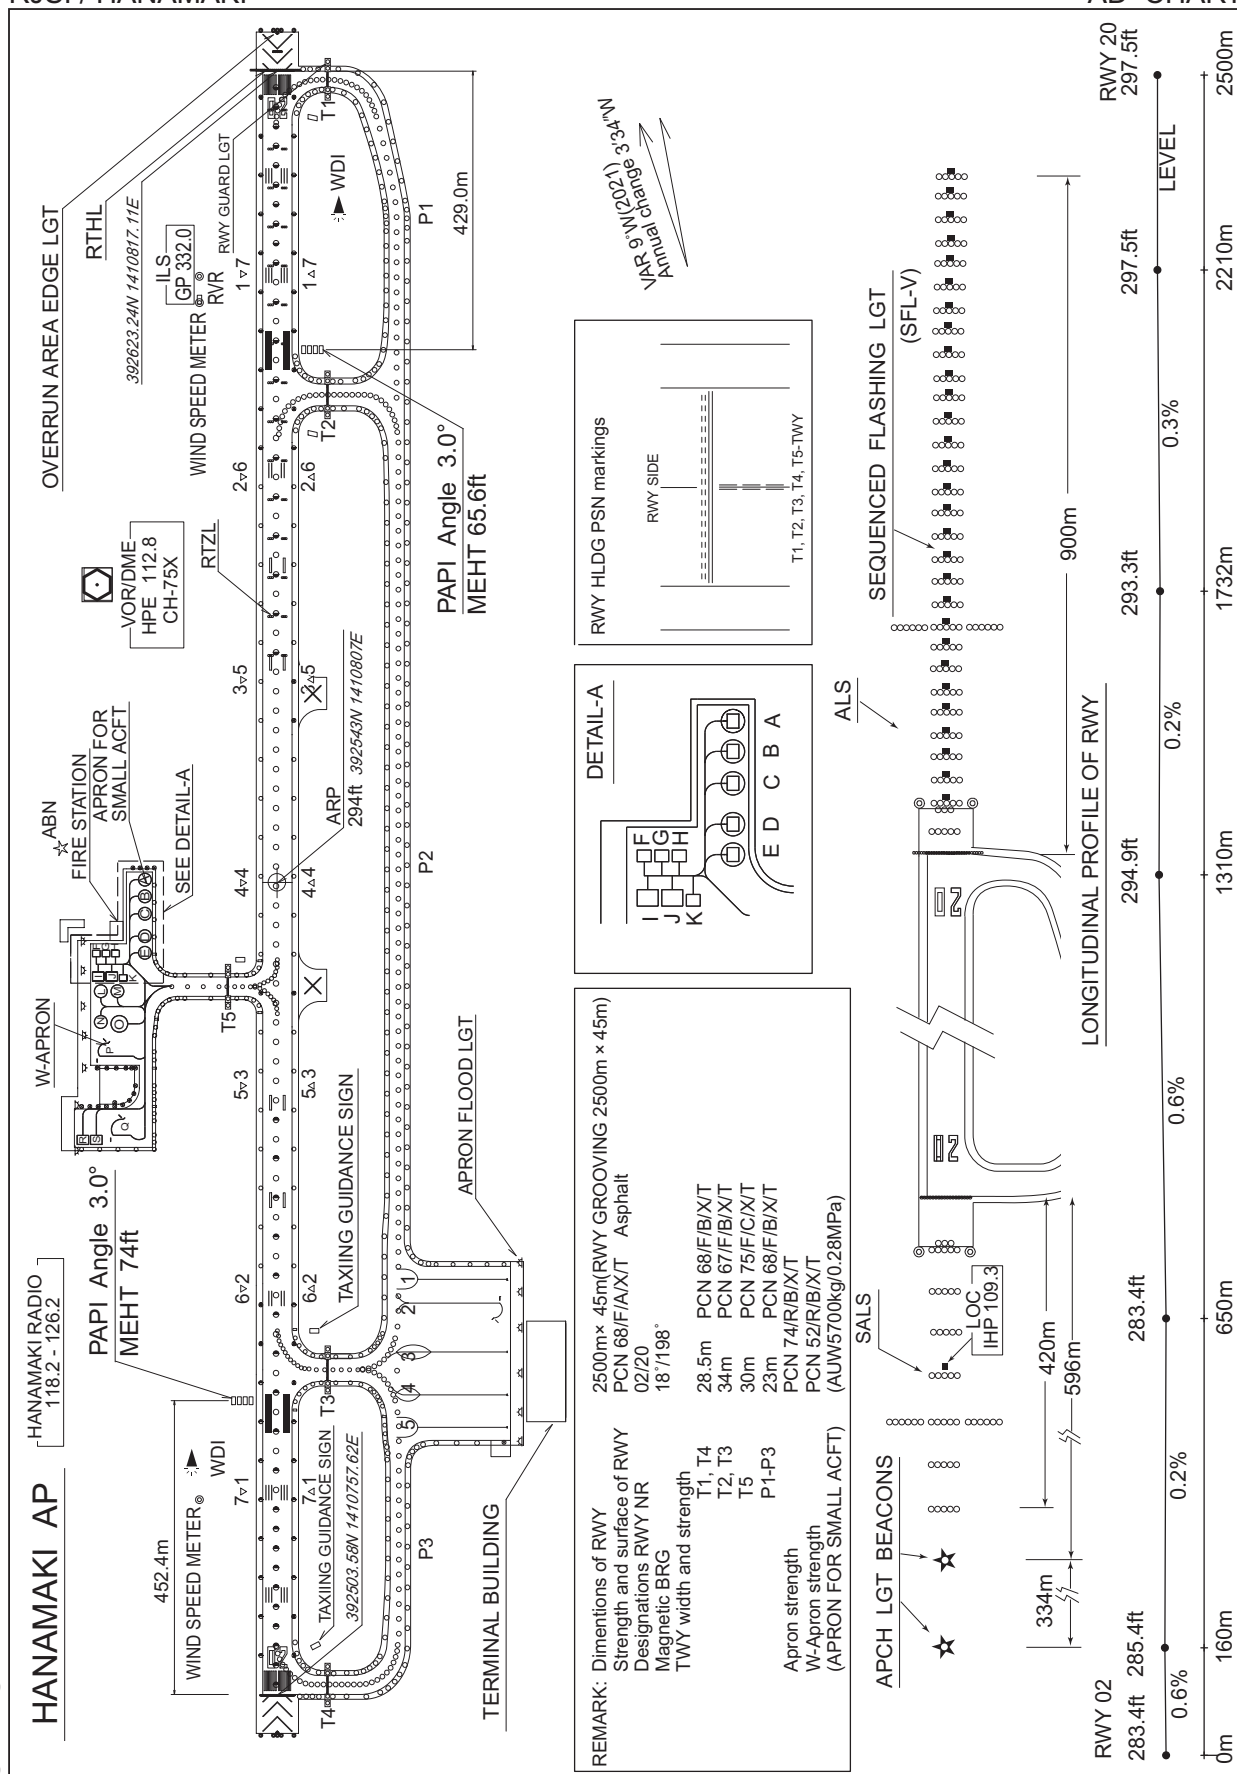 RJSI / HANAMAKI
AD CHART
HANAMAKI AP
HANAMAKI RADIO
118.2 - 126.2
PAPI Angle 3.0°
MEHT 74ft
452.4m
WIND SPEED METER
WDI
W-APRON
ABN
FIRE STATION
APRON FOR
SMALL ACFT
SEE DETAIL-A
VOR/DME
HPE 112.8
CH-75X
RTZL
OVERRUN AREA EDGE LGT
RTHL
392623.24N 1410817.11E
ILS
GP 332.0
WIND SPEED METER
RVR
RWY GUARD LGT
7▽1
6▽2
5▽3
4▽4
3▽5
2▽6
1▽7
7△1
6△2
5△3
4△4
3△5
2△6
1△7
A
B
C
D
E
F
G
H
I
J
K
L
M
N
O
P
Q
R
S
02
20
T1
T2
T3
T4
T5
P1
P2
P3
WDI
429.0m
PAPI Angle 3.0°
MEHT 65.6ft
ARP
294ft 392543N 1410807E
TAXIING GUIDANCE SIGN
TAXIING GUIDANCE SIGN
392503.58N 1410757.62E
APRON FLOOD LGT
TERMINAL BUILDING
1
2
3
4
5
VAR 9°W(2021)
Annual change 3'34"W
REMARK: Dimentions of RWY 2500m× 45m(RWY GROOVING 2500m × 45m)
Strength and surface of RWY PCN 68/F/A/X/T Asphalt
Designations RWY NR 02/20
Magnetic BRG 18°/198°
TWY width and strength
T1, T4 28.5m PCN 68/F/B/X/T
T2, T3 34m PCN 67/F/B/X/T
T5 30m PCN 75/F/C/X/T
P1-P3 23m PCN 68/F/B/X/T
Apron strength PCN 74/R/B/X/T
W-Apron strength PCN 52/R/B/X/T
(APRON FOR SMALL ACFT) (AUW5700kg/0.28MPa)
DETAIL-A
F
G
H
I
J
K
E D C B A
RWY HLDG PSN markings
RWY SIDE
T1, T2, T3, T4, T5-TWY
APCH LGT BEACONS
SALS
LOC
IHP 109.3
ALS
SEQUENCED FLASHING LGT
(SFL-V)
02
20
334m
420m
596m
900m
LONGITUDINAL PROFILE OF RWY
RWY 02
RWY 20
283.4ft 285.4ft 283.4ft 294.9ft 293.3ft 297.5ft 297.5ft
0.6% 0.2% 0.6% 0.2% 0.3% LEVEL
0m 160m 650m 1310m 1732m 2210m 2500m